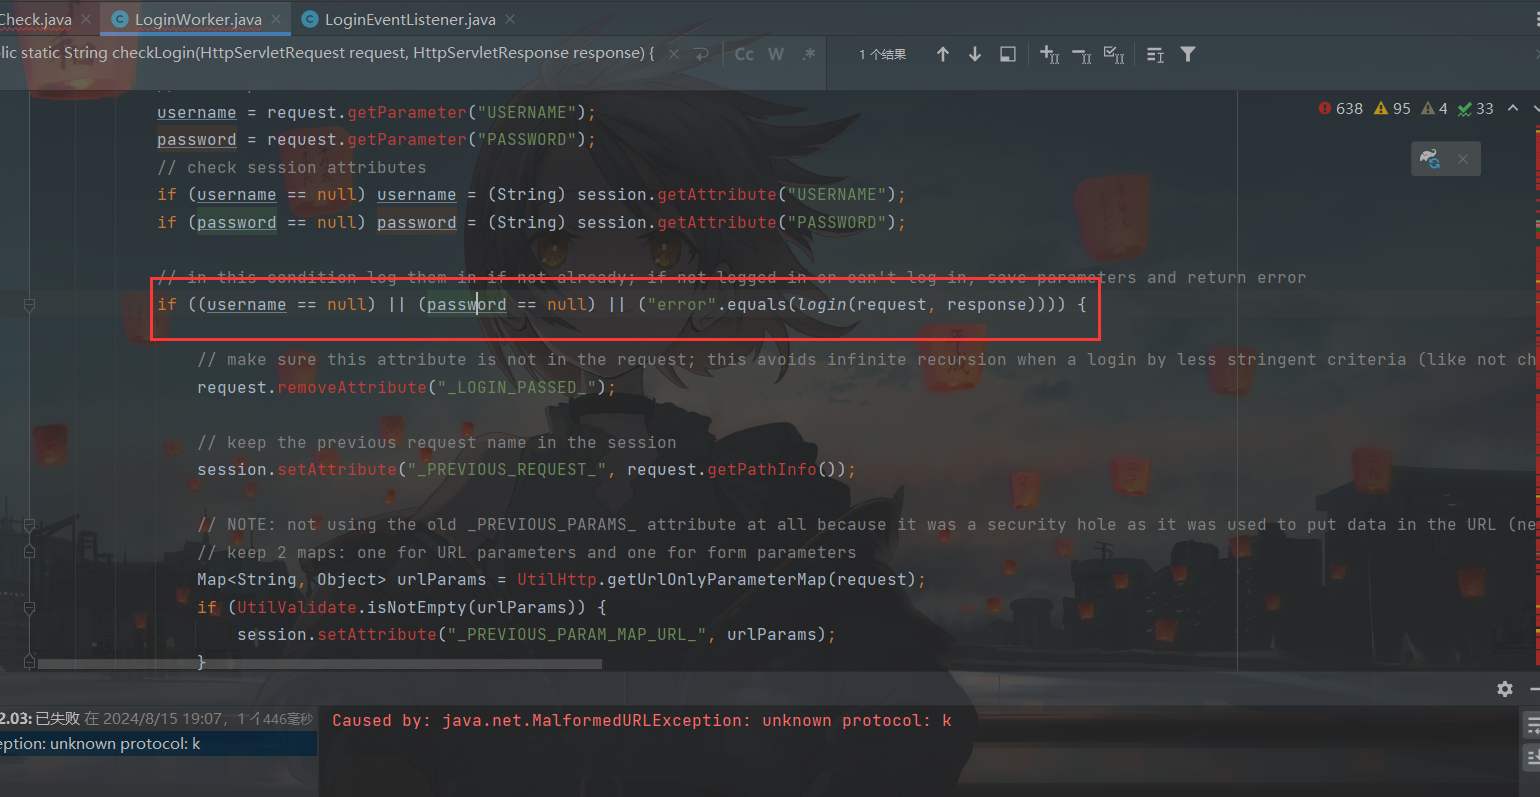 Check.java LoginWorker.java LoginEventListener.java
lic static String checkLogin(HttpServletRequest request, HttpServletResponse response) { Cc W .* 1 个结果
username = request.getParameter("USERNAME"); 638 95 4 33
password = request.getParameter("PASSWORD");
// check session attributes
if (username == null) username = (String) session.getAttribute("USERNAME");
if (password == null) password = (String) session.getAttribute("PASSWORD");
// in this condition log them in if not already; if not logged in or can't log in, save parameters and return error
if ((username == null) || (password == null) || ("error".equals(login(request, response)))) {
// make sure this attribute is not in the request; this avoids infinite recursion when a login by less stringent criteria (like not ch
request.removeAttribute("_LOGIN_PASSED_");
// keep the previous request name in the session
session.setAttribute("_PREVIOUS_REQUEST_", request.getPathInfo());
// NOTE: not using the old _PREVIOUS_PARAMS_ attribute at all because it was a security hole as it was used to put data in the URL (ne
// keep 2 maps: one for URL parameters and one for form parameters
Map<String, Object> urlParams = UtilHttp.getUrlOnlyParameterMap(request);
if (UtilValidate.isNotEmpty(urlParams)) {
session.setAttribute("_PREVIOUS_PARAM_MAP_URL_", urlParams);
}
2.03: 已失败 在 2024/8/15 19:07, 1 个 446毫秒
eption: unknown protocol: k
Caused by: java.net.MalformedURLException: unknown protocol: k